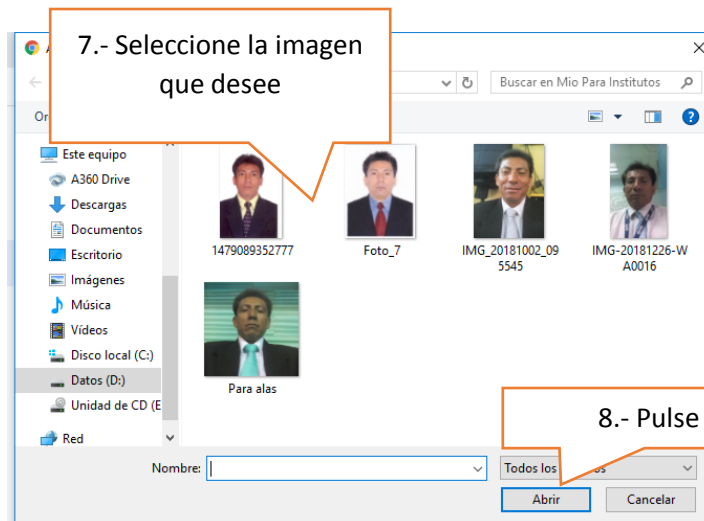 7.- Seleccione la imagen
que desee
Buscar en Mio Para Institutos
Este equipo
A360 Drive
Descargas
Documentos
Escritorio
Imágenes
Música
Vídeos
Disco local (C:)
Datos (D:)
Unidad de CD (E
Red
1479089352777
Foto_7
IMG_20181002_09
5545
IMG-20181226-W
A0016
Para alas
8.- Pulse
Nombre:
Todos los
Abrir
Cancelar